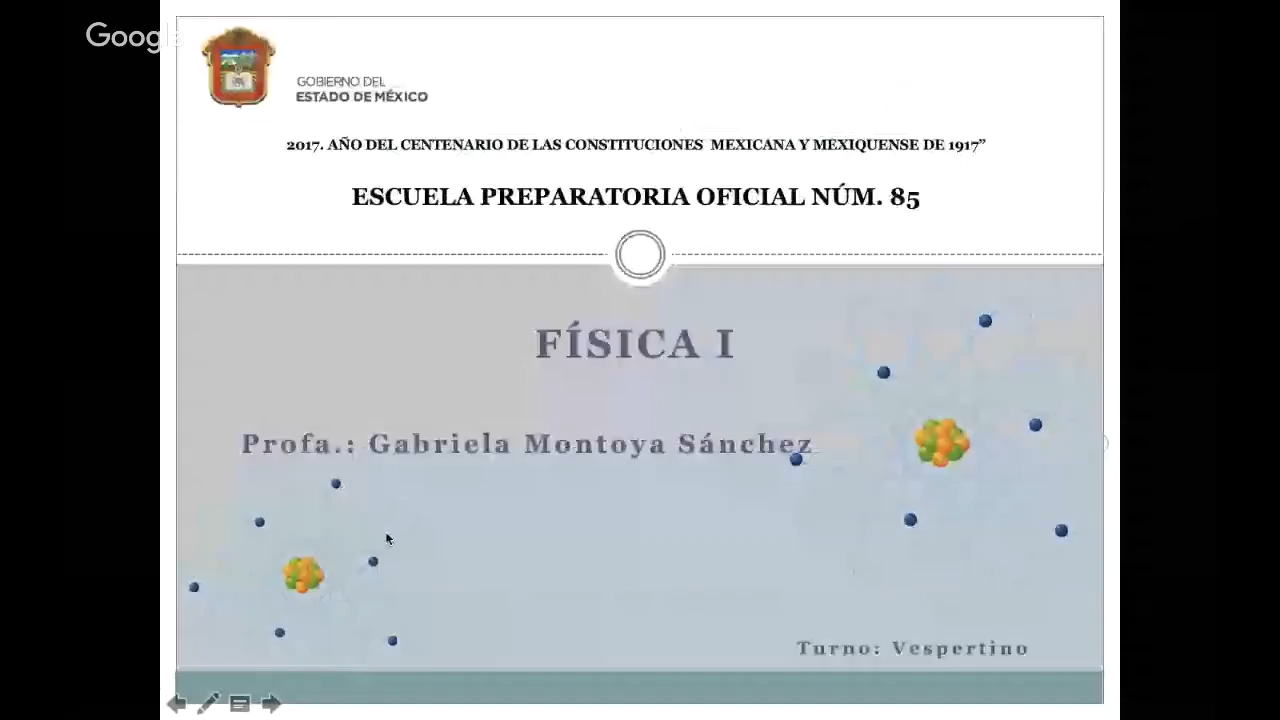 Google
GOBIERNO DEL
ESTADO DE MÉXICO
2017. AÑO DEL CENTENARIO DE LAS CONSTITUCIONES MEXICANA Y MEXIQUENSE DE 1917”
ESCUELA PREPARATORIA OFICIAL NÚM. 85
FÍSICA I
Profa.: Gabriela Montoya Sánchez
Turno: Vespertino